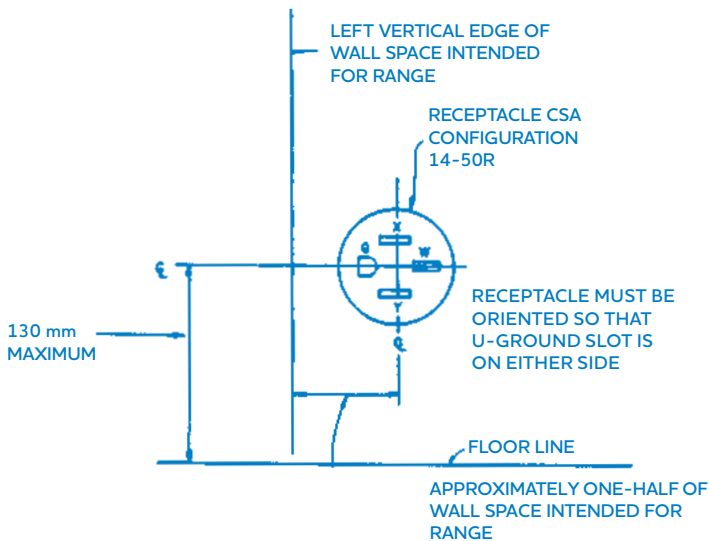 LEFT VERTICAL EDGE OF
WALL SPACE INTENDED
FOR RANGE
RECEPTACLE CSA
CONFIGURATION
14-50R
X
G
W
Y
℄
℄
130 mm
MAXIMUM
RECEPTACLE MUST BE
ORIENTED SO THAT
U-GROUND SLOT IS
ON EITHER SIDE
FLOOR LINE
APPROXIMATELY ONE-HALF OF
WALL SPACE INTENDED FOR
RANGE